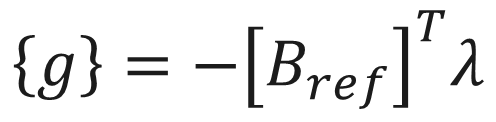 {g} = −[B_ref]^T λ